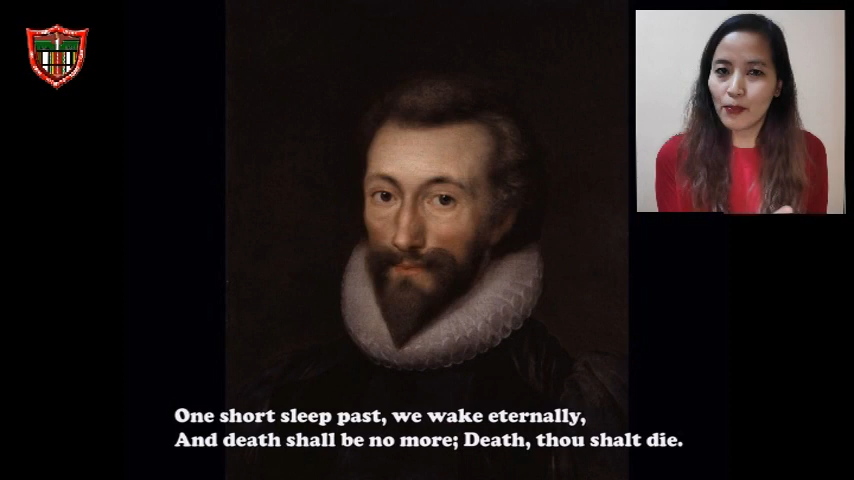 One short sleep past, we wake eternally,
And death shall be no more; Death, thou shalt die.